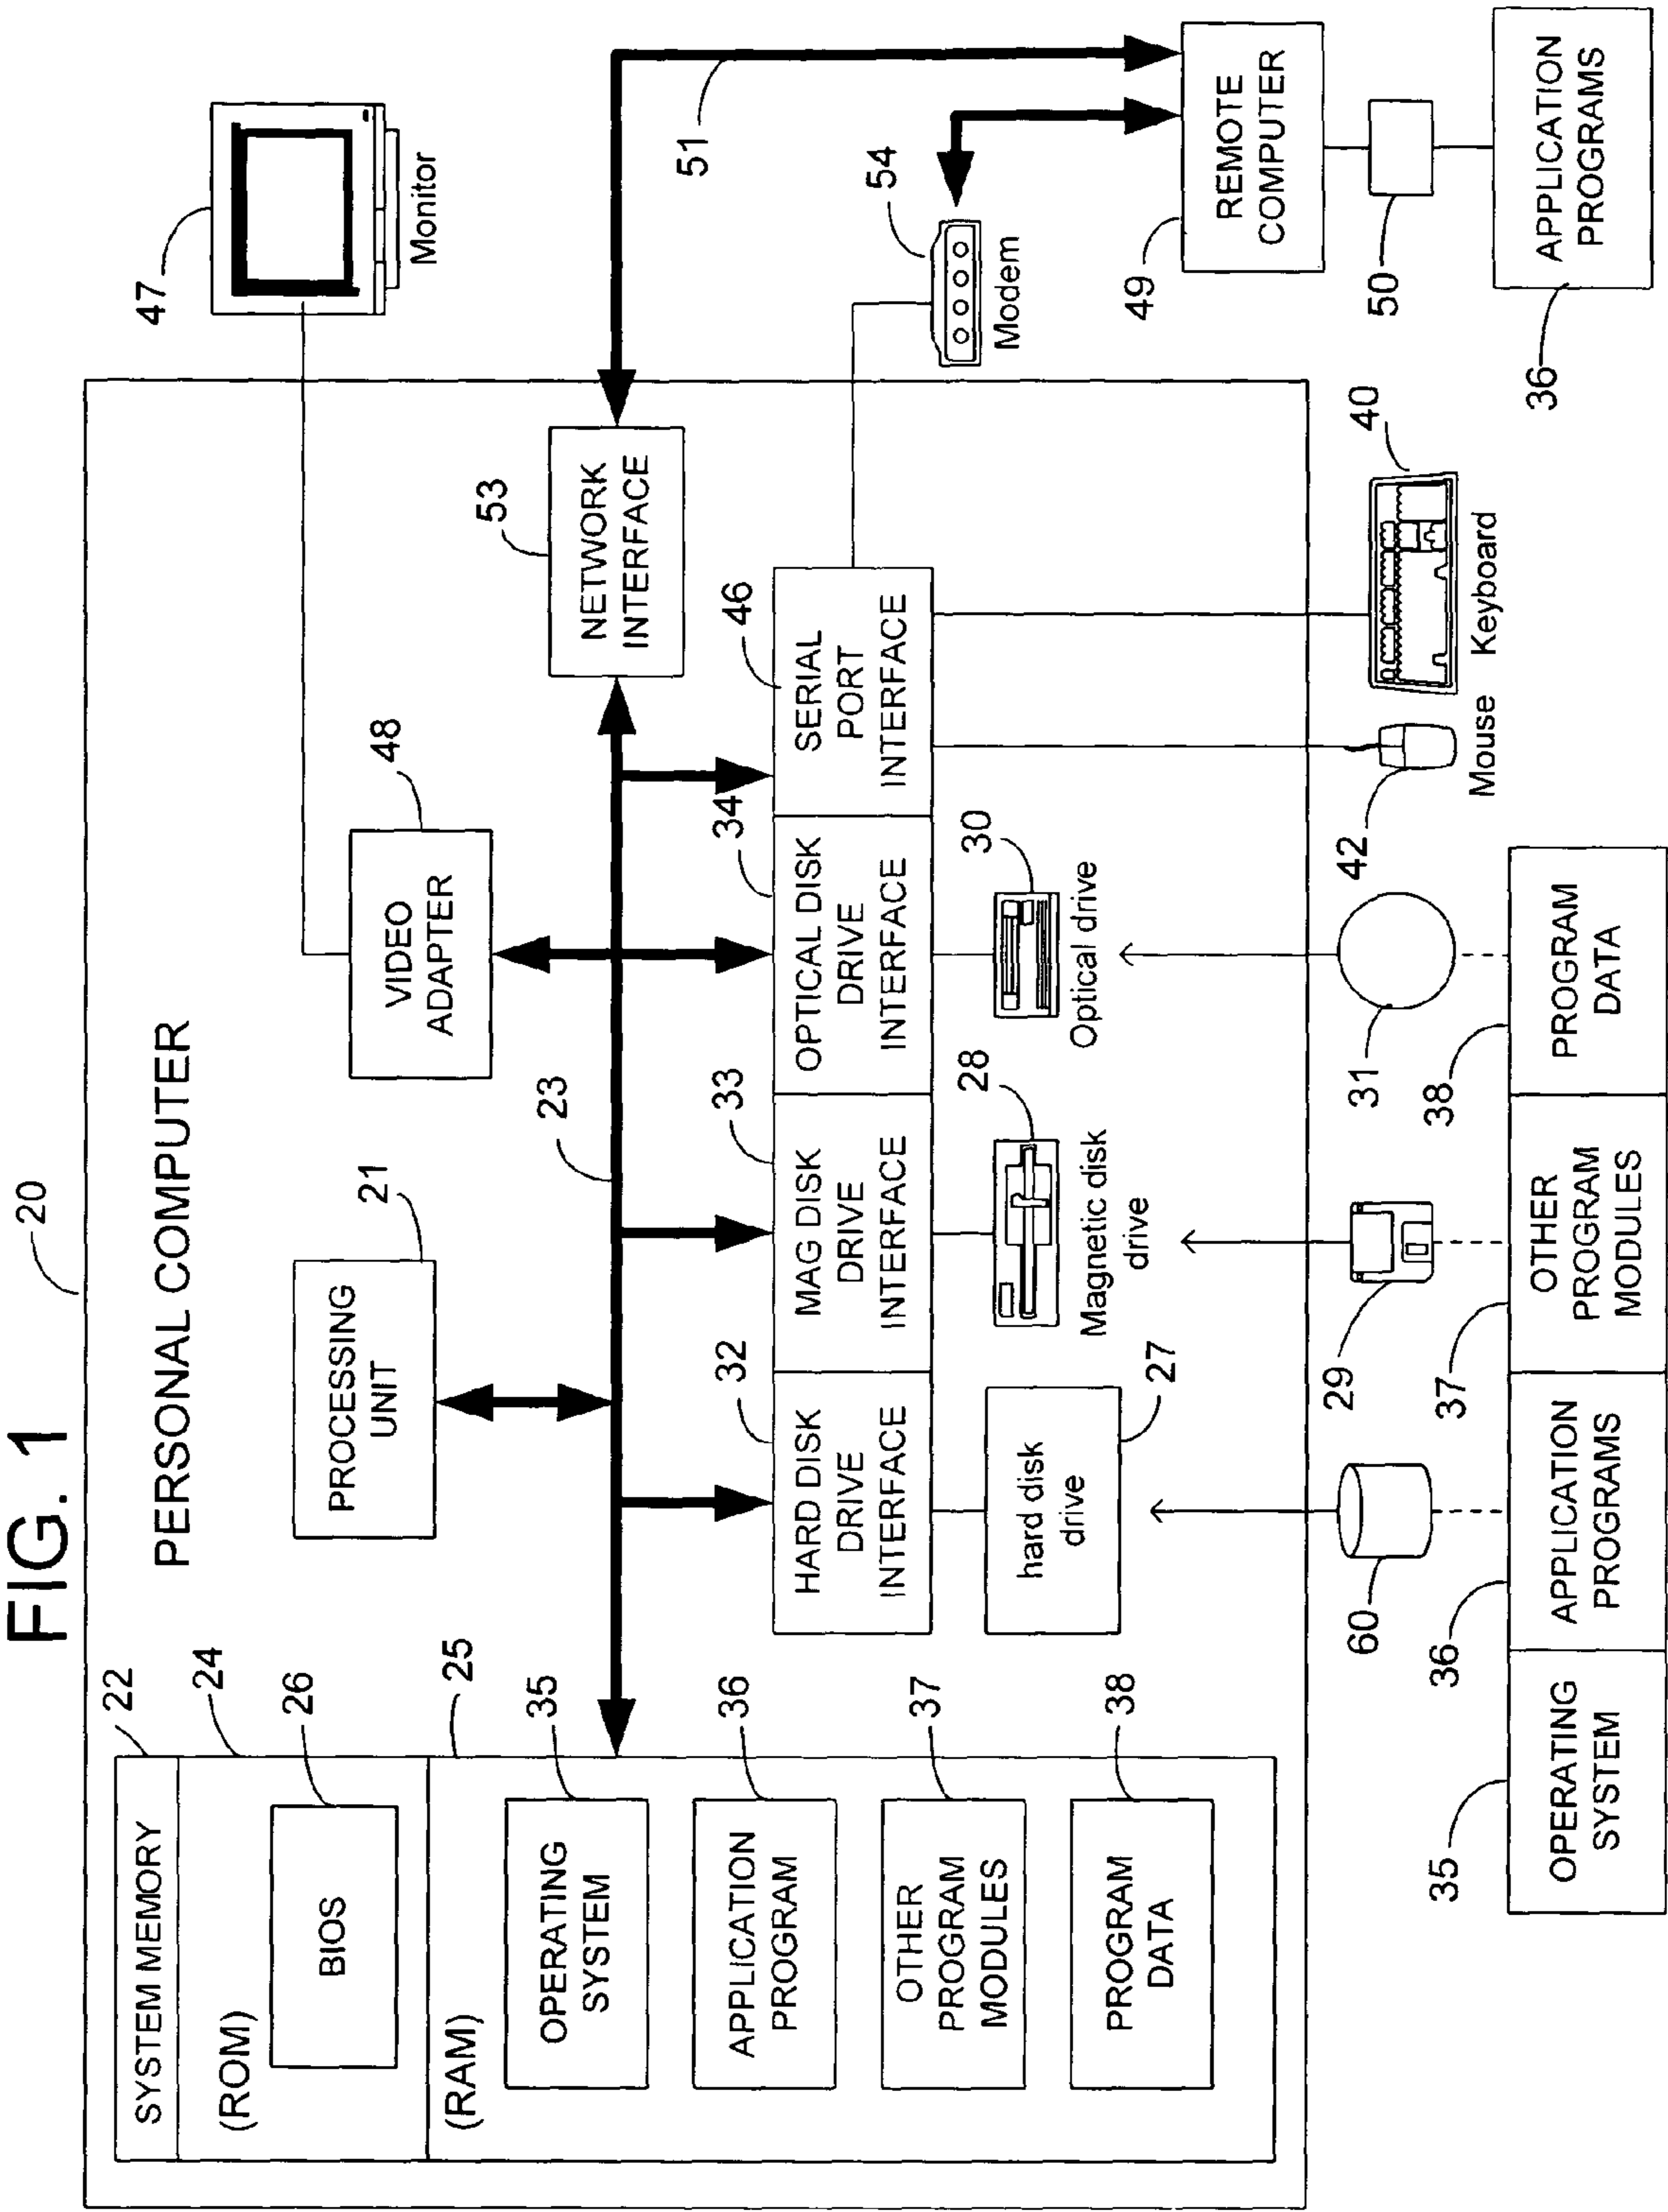 FIG. 1
20
PERSONAL COMPUTER
22
SYSTEM MEMORY
24
(ROM)
26
BIOS
25
(RAM)
35
OPERATING
SYSTEM
36
APPLICATION
PROGRAM
37
OTHER
PROGRAM
MODULES
38
PROGRAM
DATA
21
PROCESSING
UNIT
48
VIDEO
ADAPTER
47
Monitor
23
53
NETWORK
INTERFACE
51
32
HARD DISK
DRIVE
INTERFACE
33
MAG DISK
DRIVE
INTERFACE
34
OPTICAL DISK
DRIVE
INTERFACE
46
SERIAL
PORT
INTERFACE
54
Modem
hard disk
drive
27
28
Magnetic disk
drive
30
Optical drive
49
REMOTE
COMPUTER
60
29
31
42
Mouse
40
Keyboard
50
35
OPERATING
SYSTEM
36
APPLICATION
PROGRAMS
37
OTHER
PROGRAM
MODULES
38
PROGRAM
DATA
36
APPLICATION
PROGRAMS